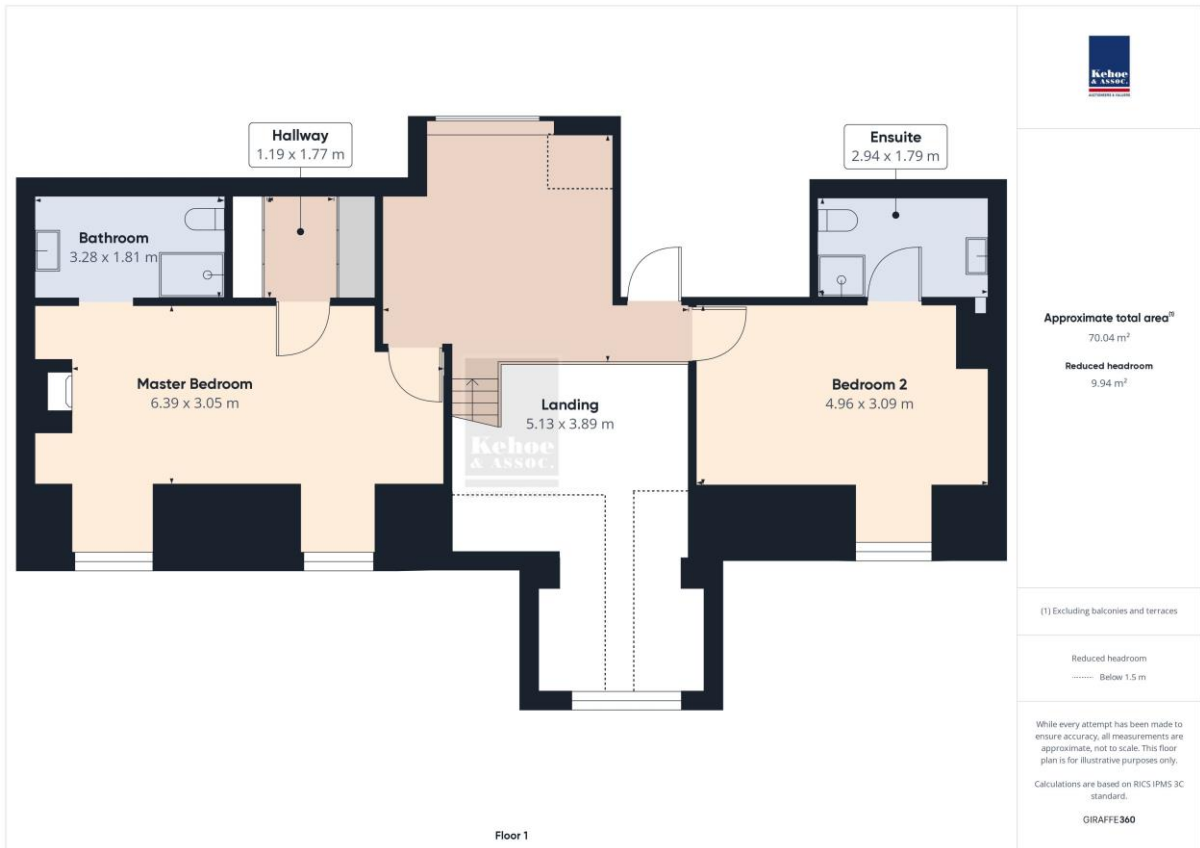 Hallway
1.19 x 1.77 m
Ensuite
2.94 x 1.79 m
Bathroom
3.28 x 1.81 m
Master Bedroom
6.39 x 3.05 m
Landing
5.13 x 3.89 m
Bedroom 2
4.96 x 3.09 m
Kehoe
& ASSOC.
Floor 1
Kehoe
& ASSOC.
AUCTIONEERS & VALUERS
Approximate total area(1)
70.04 m²
Reduced headroom
9.94 m²
(1) Excluding balconies and terraces
Reduced headroom
Below 1.5 m
While every attempt has been made to
ensure accuracy, all measurements are
approximate, not to scale. This floor
plan is for illustrative purposes only.
Calculations are based on RICS IPMS 3C
standard.
GIRAFFE360